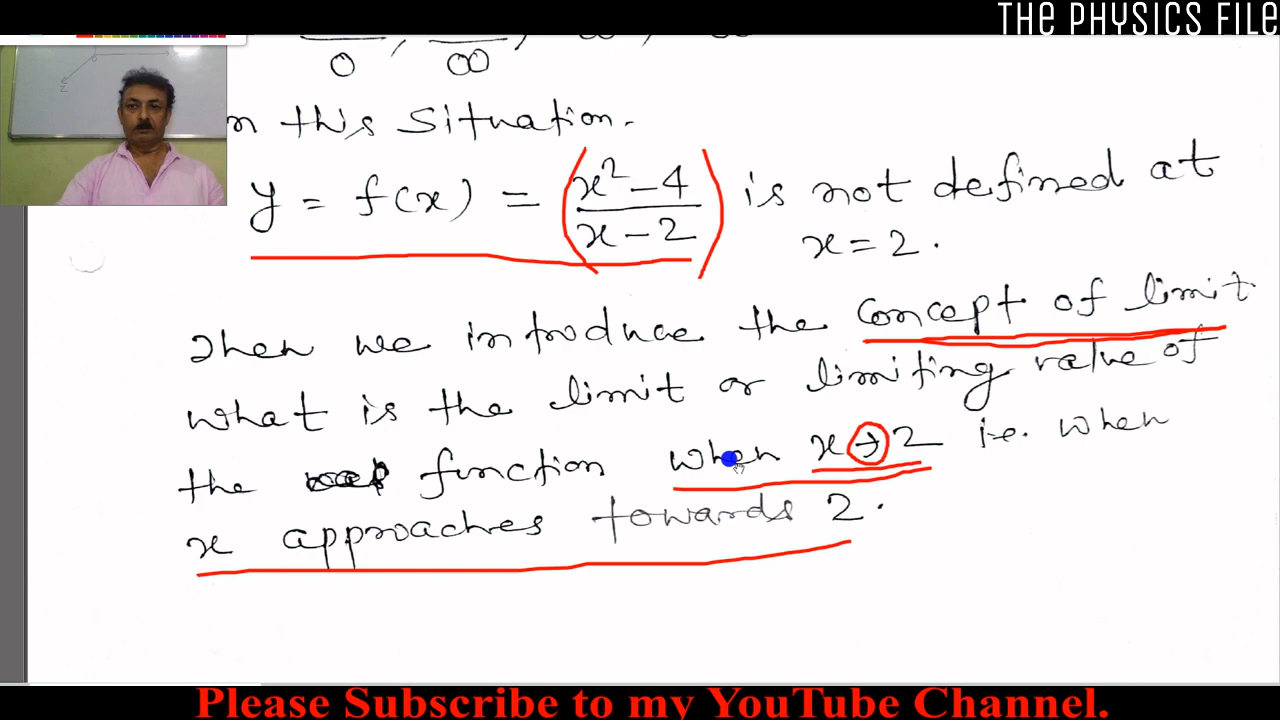 THE PHYSICS FILE
0 , ∞ ,
n this situation.
y = f(x) = (x² - 4 / x - 2) is not defined at
x = 2.
Then we introduce the concept of limit
what is the limit or limiting value of
the function when x → 2 i.e. when
x approaches towards 2.
Please Subscribe to my YouTube Channel.